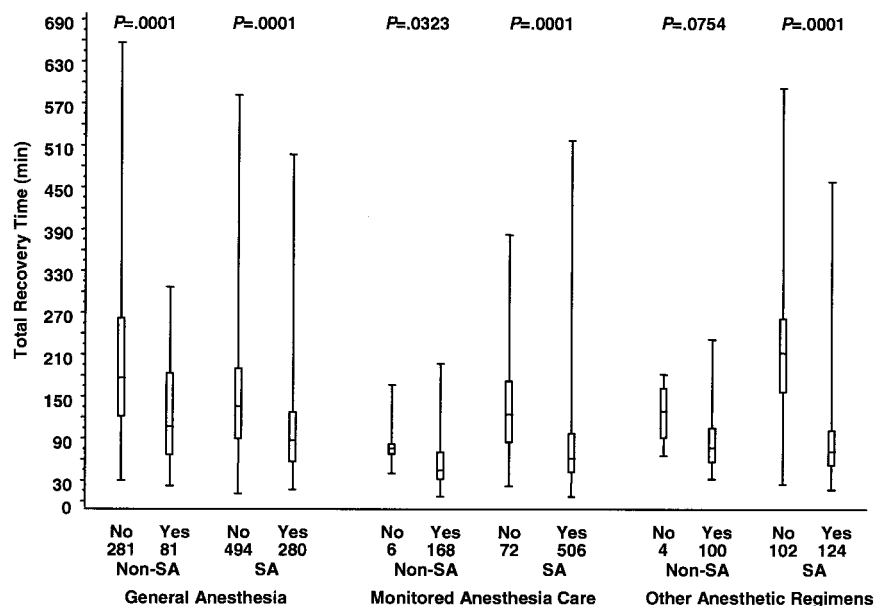 P=.0001 P=.0001 P=.0323 P=.0001 P=.0754 P=.0001
Total Recovery Time (min)
690
630
570
510
450
390
330
270
210
150
90
30
0
No Yes No Yes No Yes No Yes No Yes No Yes
281 81 494 280 6 168 72 506 4 100 102 124
Non-SA SA Non-SA SA Non-SA SA
General Anesthesia Monitored Anesthesia Care Other Anesthetic Regimens